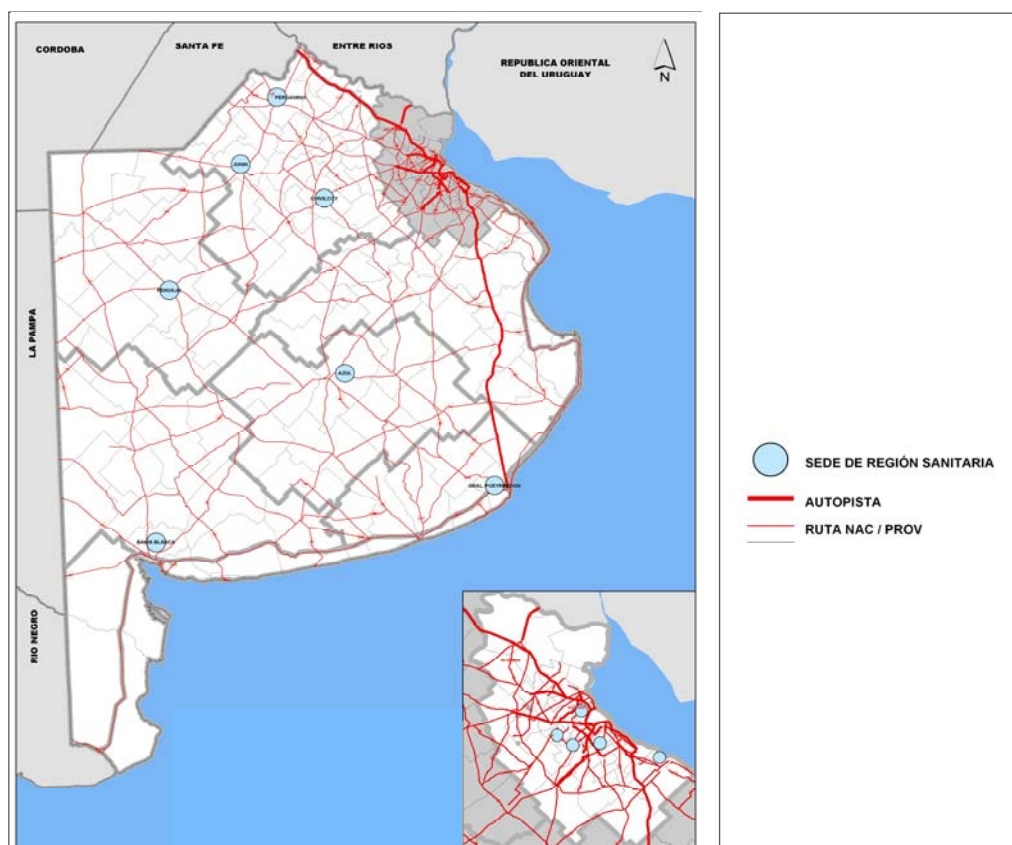 CORDOBA
SANTA FE
ENTRE RIOS
REPUBLICA ORIENTAL
DEL URUGUAY
N
PERGAMINO
JUNIN
CHIVILCOY
PEHUAJO
LA PAMPA
AZUL
GRAL. PUEYRREDON
BAHIA BLANCA
RIO NEGRO
SEDE DE REGIÓN SANITARIA
AUTOPISTA
RUTA NAC / PROV